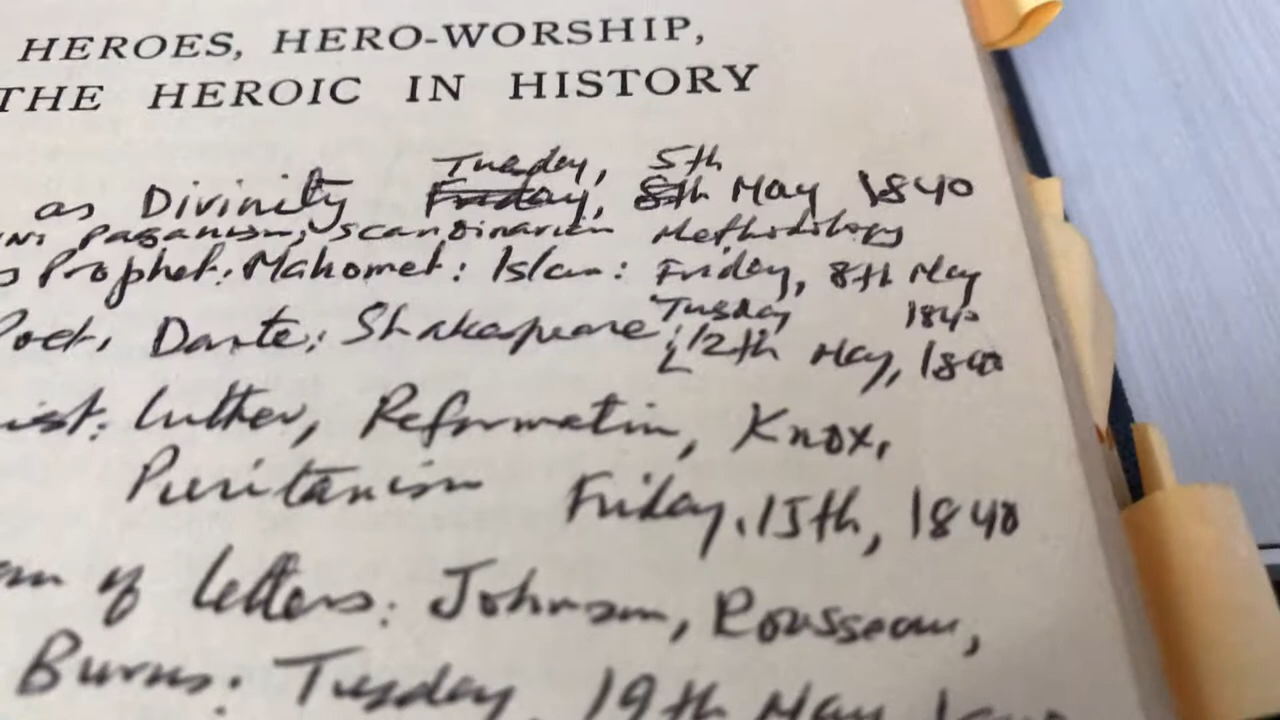 HEROES, HERO-WORSHIP,
THE HEROIC IN HISTORY
Tuesday, 5th
as Divinity Friday, 8th May 1840
Paganism, Scandinavian Methodology
Prophet: Mahomet: Islam: Friday, 8th May
Tusday 1840
Poet, Dante; Shakespeare; 12th May, 1840
Luther, Reformation, Knox,
Puritanism Friday, 15th, 1840
of letters: Johnson, Rousseau,
Burns: Tuesday, 19th May